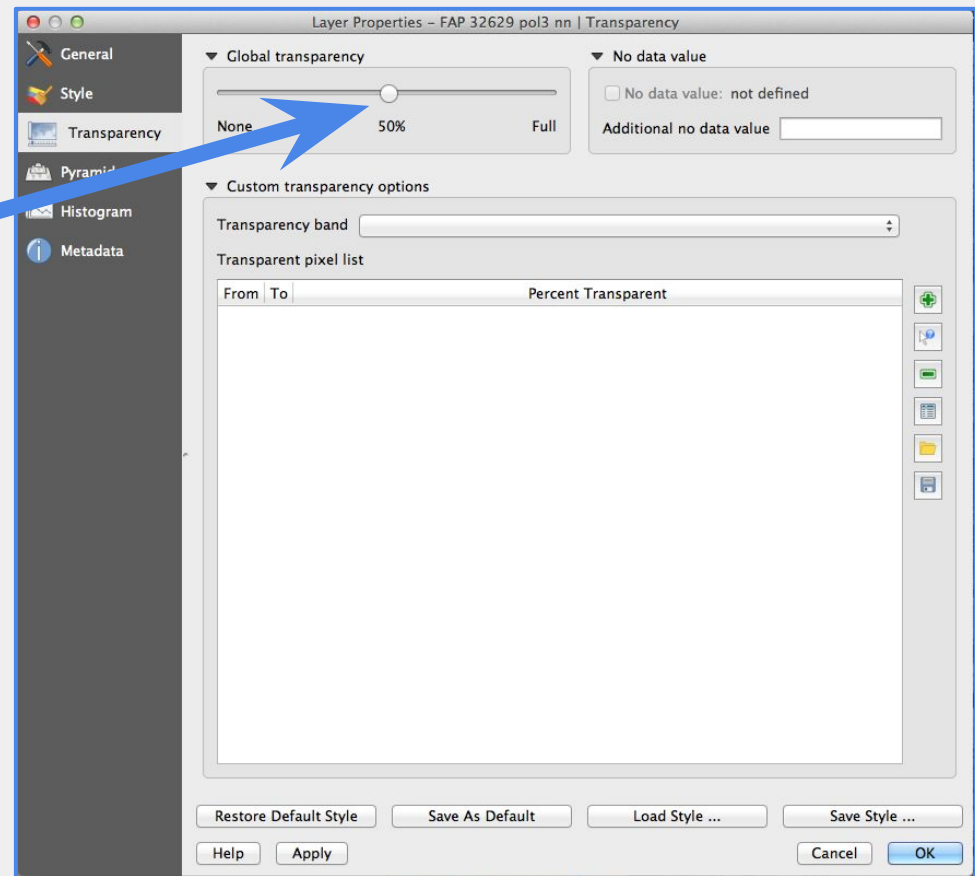 Layer Properties – FAP 32629 pol3 nn | Transparency
General
Style
Transparency
Histogram
Metadata
Global transparency
None 50% Full
No data value
No data value: not defined
Additional no data value
Custom transparency options
Transparency band
Transparent pixel list
From To Percent Transparent
Restore Default Style Save As Default Load Style ... Save Style ...
Help Apply Cancel OK